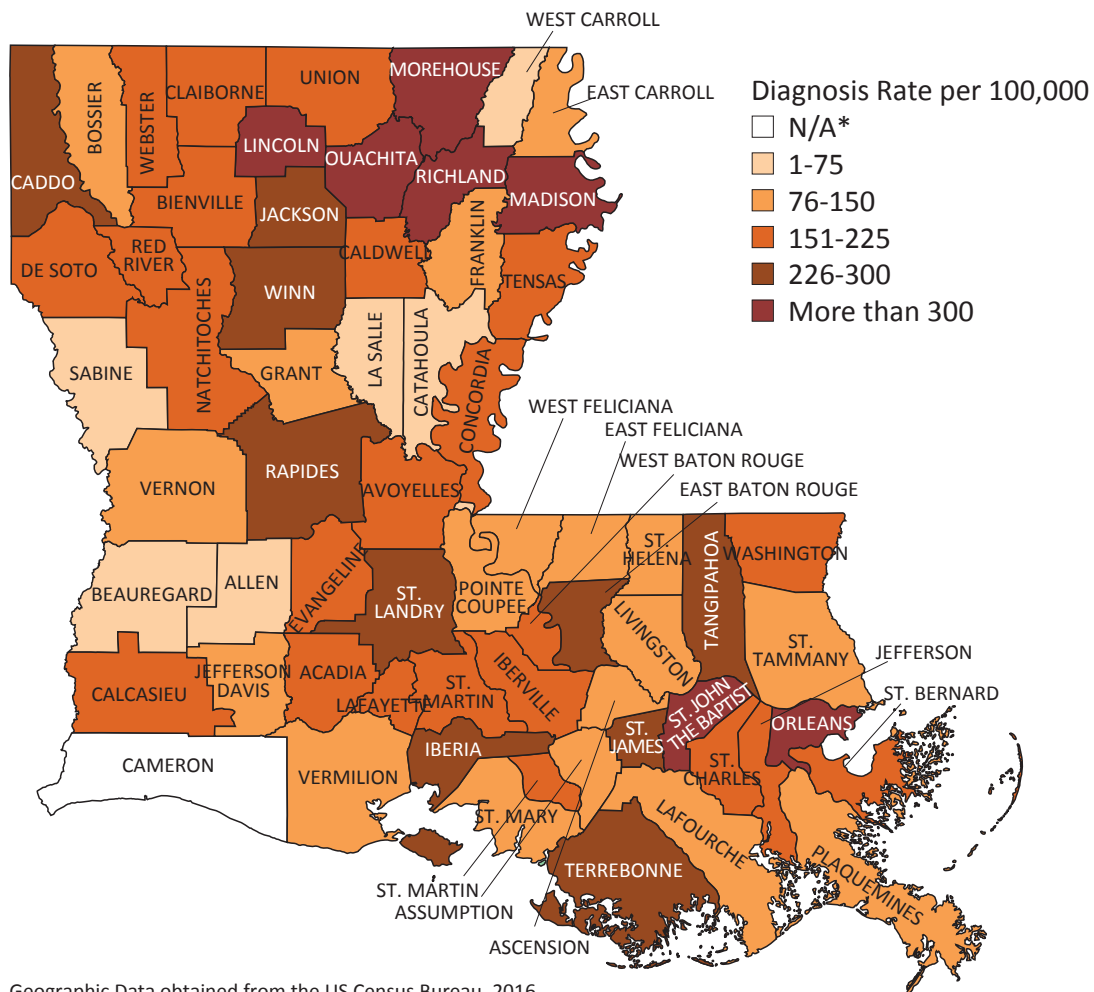 WEST CARROLL
MOREHOUSE
UNION
CLAIBORNE
EAST CARROLL
BOSSIER
WEBSTER
LINCOLN
OUACHITA
RICHLAND
CADDO
MADISON
BIENVILLE
JACKSON
Diagnosis Rate per 100,000
N/A*
1-75
76-150
151-225
226-300
More than 300
RED
RIVER
CALDWELL
FRANKLIN
DE SOTO
TENSAS
WINN
NATCHITOCHES
LA SALLE
CATAHOULA
SABINE
GRANT
CONCORDIA
WEST FELICIANA
EAST FELICIANA
WEST BATON ROUGE
EAST BATON ROUGE
RAPIDES
VERNON
AVOYELLES
ST.
HELENA
TANGIPAHOA
WASHINGTON
EVANGELINE
BEAUREGARD
ALLEN
ST.
LANDRY
POINTE
COUPEE
LIVINGSTON
ST.
TAMMANY
JEFFERSON
ST. BERNARD
JEFFERSON
DAVIS
ACADIA
CALCASIEU
LAFAYETTE
ST.
MARTIN
IBERVILLE
ST. JOHN
THE BAPTIST
ORLEANS
ST.
JAMES
IBERIA
CAMERON
VERMILION
ST.
CHARLES
ST. MARY
LAFOURCHE
PLAQUEMINES
TERREBONNE
ST. MARTIN
ASSUMPTION
ASCENSION
Geographic Data obtained from the US Census Bureau, 2016